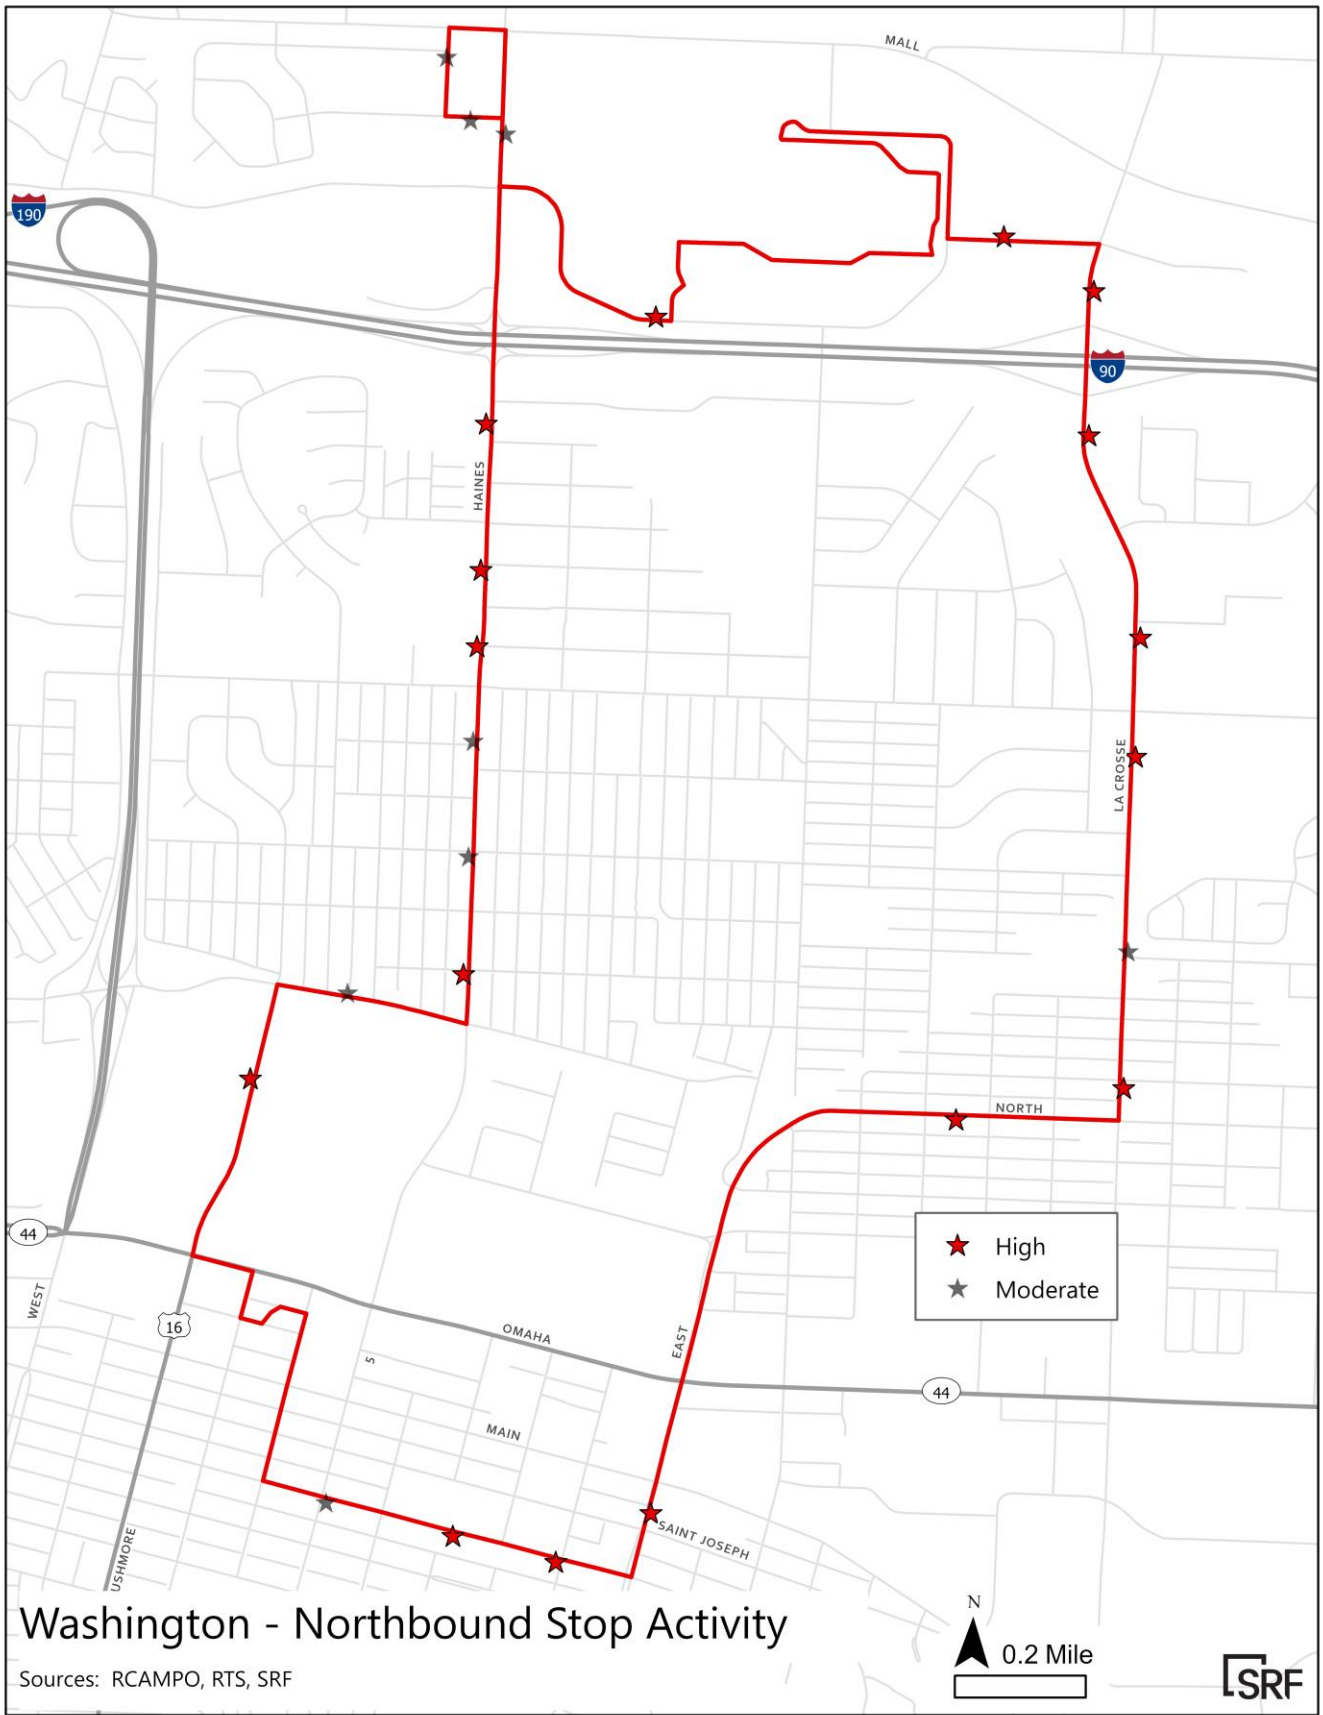 MALL
190
90
HAINES
LA CROSSE
NORTH
44
High
Moderate
WEST
16
OMAHA
EAST
5
44
MAIN
SAINT JOSEPH
USHMORE
Washington - Northbound Stop Activity
N
0.2 Mile
Sources: RCAMPO, RTS, SRF
SRF